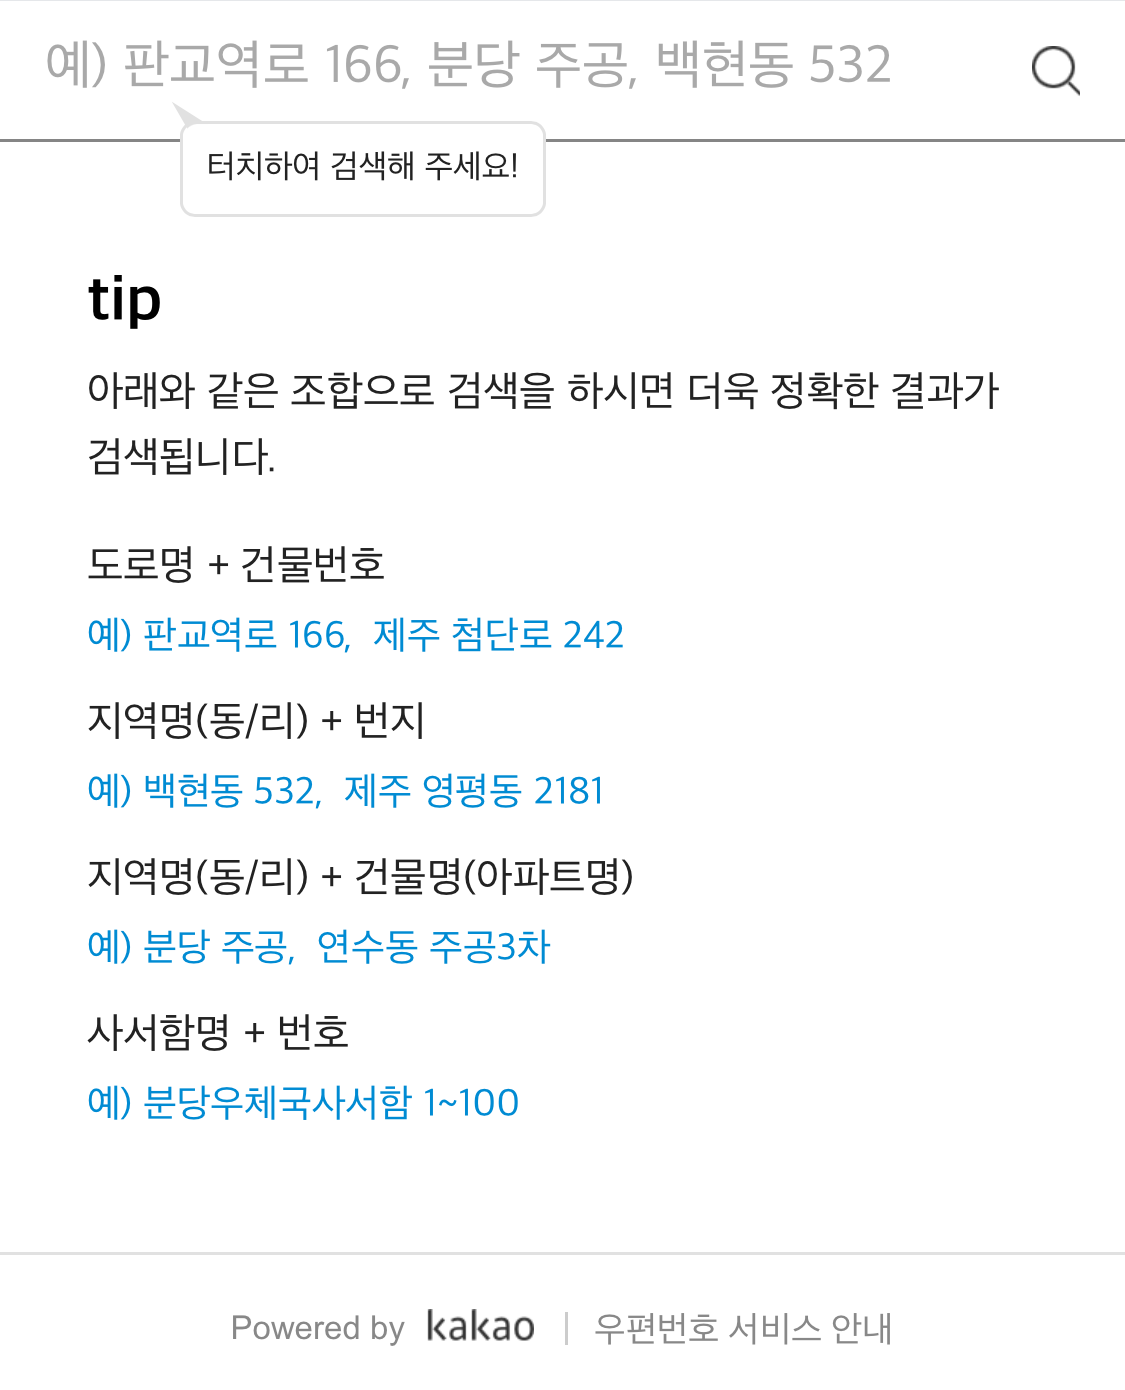 예) 판교역로 166, 분당 주공, 백현동 532
터치하여 검색해 주세요!
tip
아래와 같은 조합으로 검색을 하시면 더욱 정확한 결과가
검색됩니다.
도로명 + 건물번호
예) 판교역로 166, 제주 첨단로 242
지역명(동/리) + 번지
예) 백현동 532, 제주 영평동 2181
지역명(동/리) + 건물명(아파트명)
예) 분당 주공, 연수동 주공3차
사서함명 + 번호
예) 분당우체국사서함 1~100
Powered by kakao | 우편번호 서비스 안내